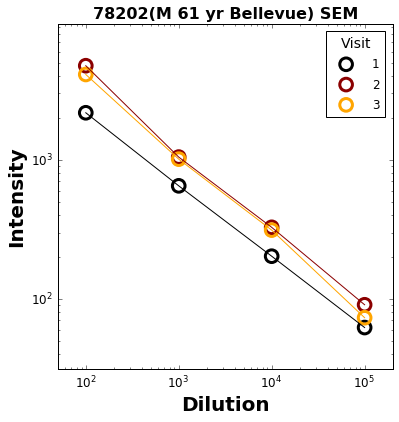 78202(M 61 yr Bellevue) SEM
Visit
1
2
3
Intensity
10³
10²
10² 10³ 10⁴ 10⁵
Dilution